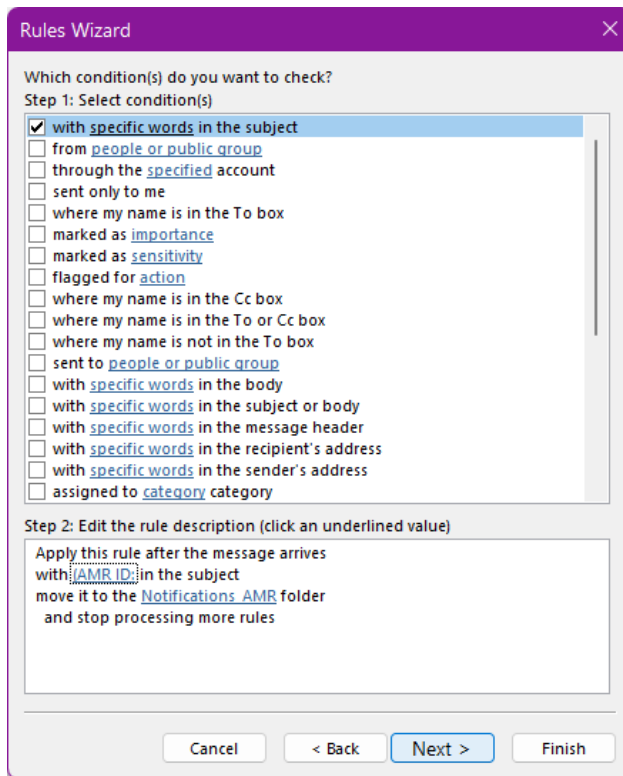 Rules Wizard
Which condition(s) do you want to check?
Step 1: Select condition(s)
with specific words in the subject
from people or public group
through the specified account
sent only to me
where my name is in the To box
marked as importance
marked as sensitivity
flagged for action
where my name is in the Cc box
where my name is in the To or Cc box
where my name is not in the To box
sent to people or public group
with specific words in the body
with specific words in the subject or body
with specific words in the message header
with specific words in the recipient's address
with specific words in the sender's address
assigned to category category
Step 2: Edit the rule description (click an underlined value)
Apply this rule after the message arrives
with (AMR ID: in the subject
move it to the Notifications_AMR folder
and stop processing more rules
Cancel < Back Next > Finish